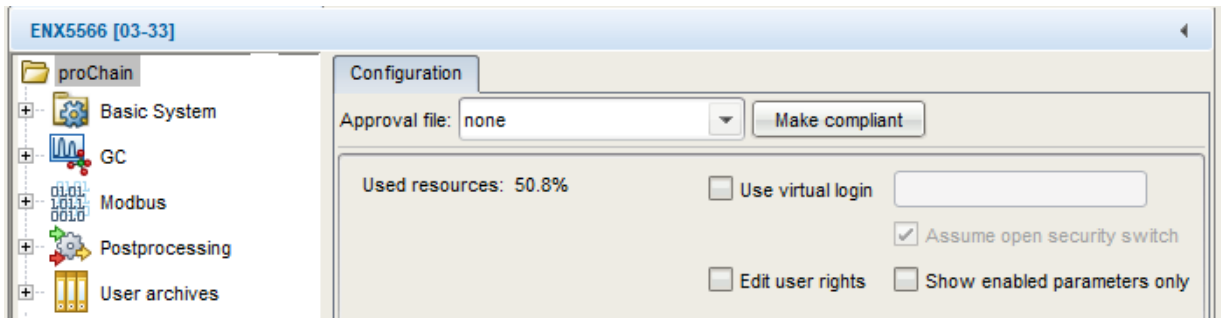 ENX5566 [03-33]
proChain
Basic System
GC
Modbus
Postprocessing
User archives
Configuration
Approval file: none Make compliant
Used resources: 50.8% Use virtual login
Assume open security switch
Edit user rights Show enabled parameters only